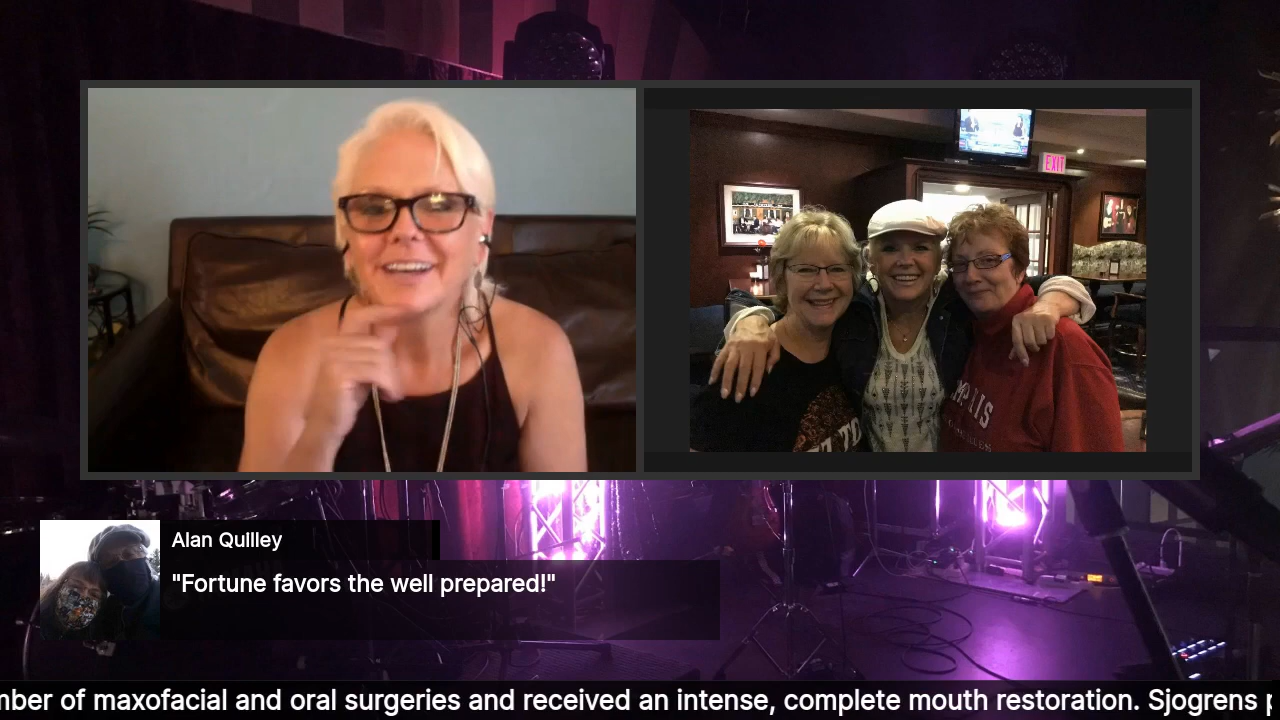 EXIT
Alan Quilley
"Fortune favors the well prepared!"
mber of maxofacial and oral surgeries and received an intense, complete mouth restoration. Sjogrens